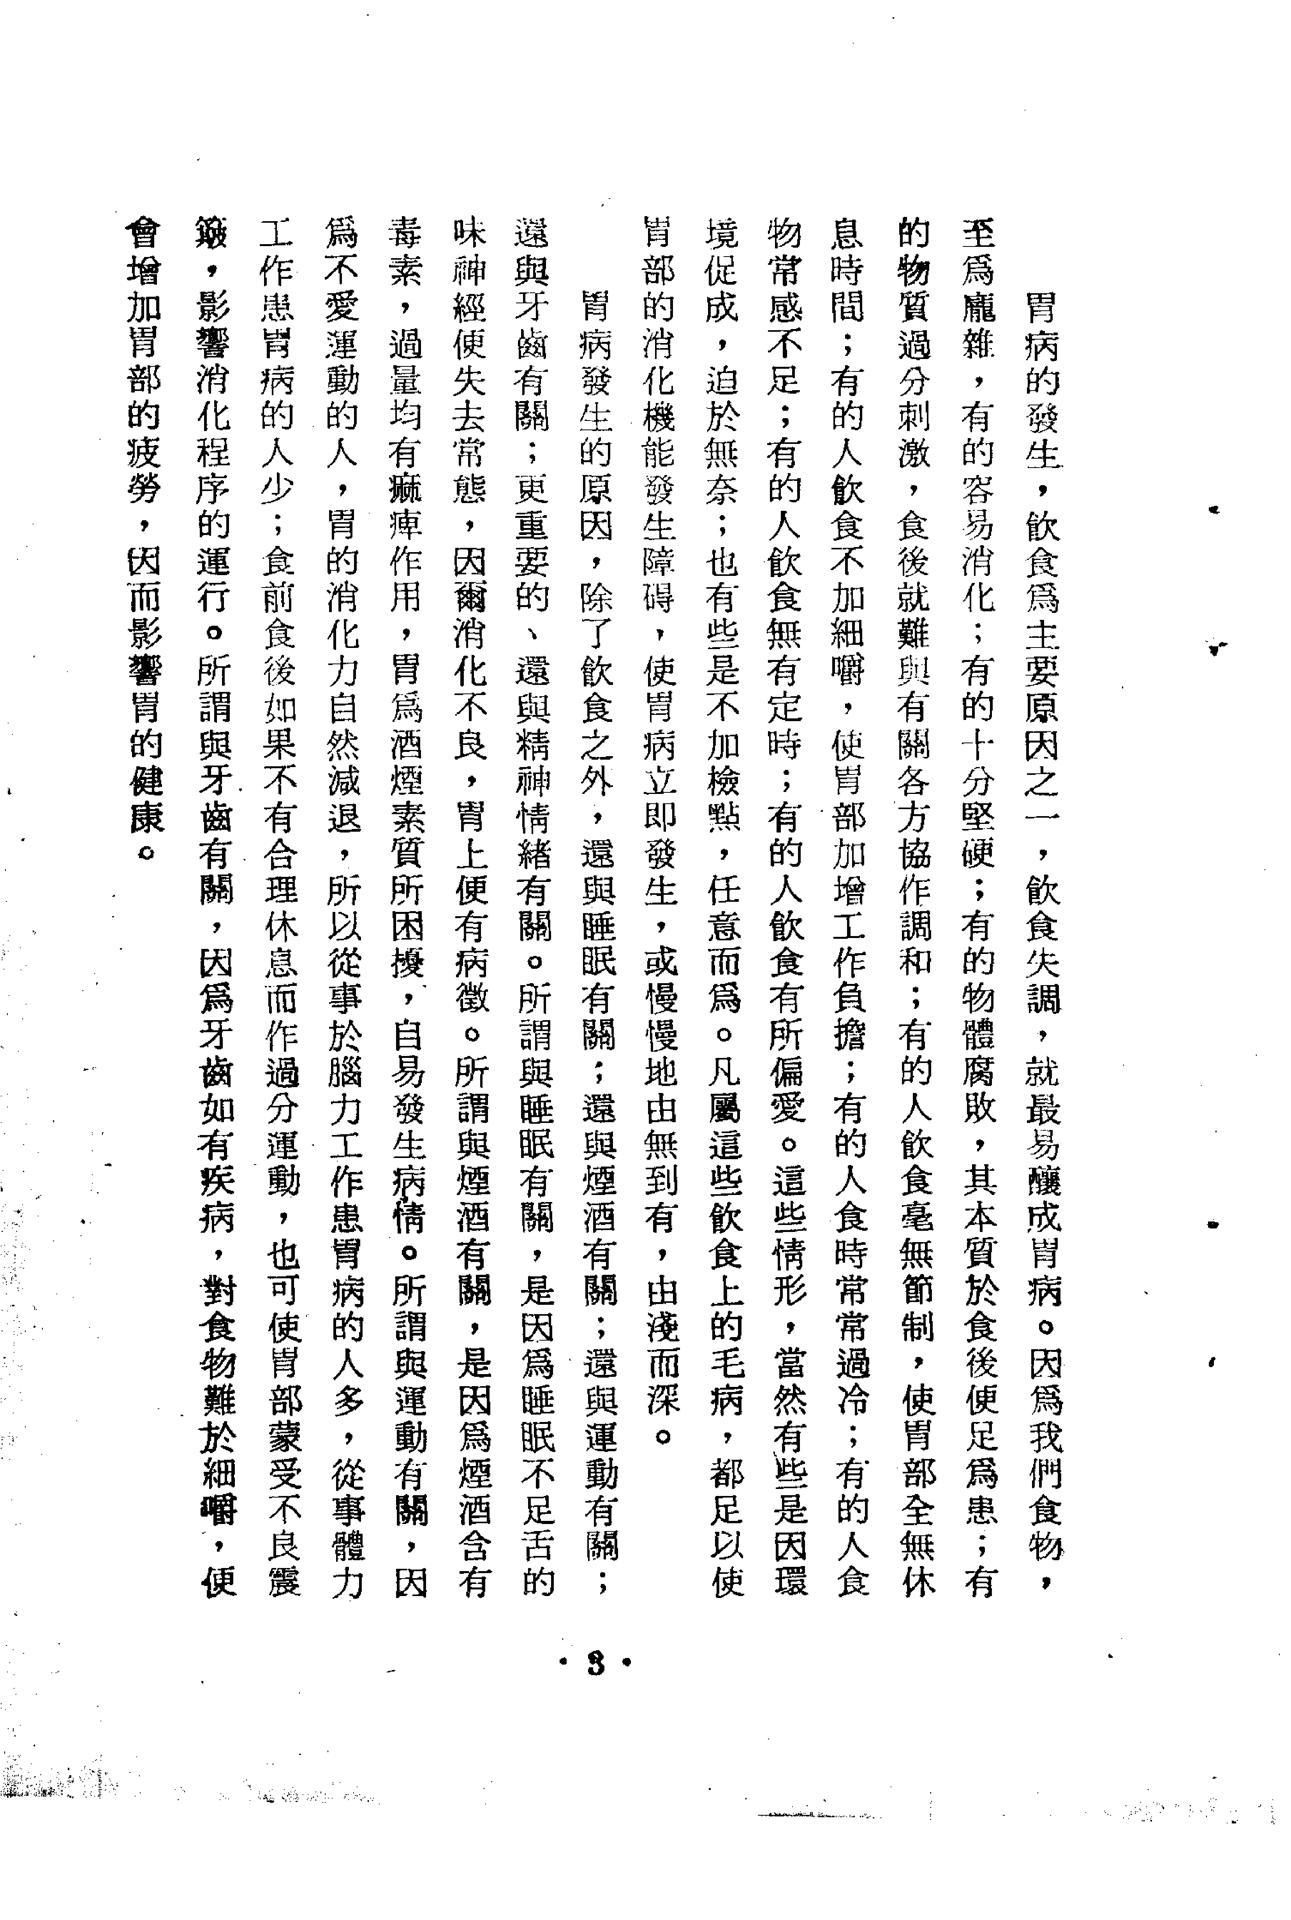 胃病的發生，飲食爲主要原因之一，飲食失調，就最易釀成胃病。因爲我們食物，
至爲龐雜，有的容易消化；有的十分堅硬；有的物體腐敗，其本質於食後便足爲患；有
的物質過分刺激，食後就難與有關各方協作調和；有的人飲食毫無節制，使胃部全無休
息時間；有的人飲食不加細嚼，使胃部加增工作負擔；有的人食時常常過冷；有的人食
物常感不足；有的人飲食無有定時；有的人飲食有所偏愛。這些情形，當然有些是因環
境促成，迫於無奈；也有些是不加檢點，任意而爲。凡屬這些飲食上的毛病，都足以使
胃部的消化機能發生障碍，使胃病立即發生，或慢慢地由無到有，由淺而深。
胃病發生的原因，除了飲食之外，還與睡眠有關；還與煙酒有關；還與運動有關；
還與牙齒有關；更重要的、還與精神情緒有關。所謂與睡眠有關，是因爲睡眠不足舌的
味神經便失去常態，因爾消化不良，胃上便有病徵。所謂與煙酒有關，是因爲煙酒含有
毒素，過量均有痲痺作用，胃爲酒煙素質所困擾，自易發生病情。所謂與運動有關，因
爲不愛運動的人，胃的消化力自然減退，所以從事於腦力工作患胃病的人多，從事體力
工作患胃病的人少；食前食後如果不有合理休息而作過分運動，也可使胃部蒙受不良震
簸，影響消化程序的運行。所謂與牙齒有關，因爲牙齒如有疾病，對食物難於細嚼，便
會增加胃部的疲勞，因而影響胃的健康。
・3・